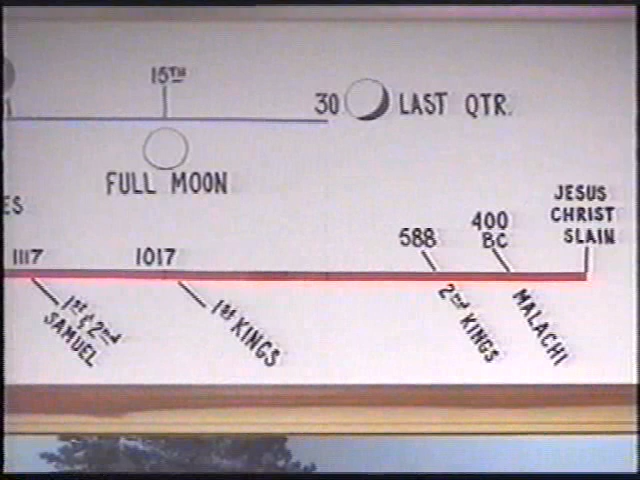 15TH
30 LAST QTR.
FULL MOON
ES
JESUS
CHRIST
SLAIN
400
BC
588
1117
1017
1st & 2nd
SAMUEL
1st KINGS
2nd KINGS
MALACHI